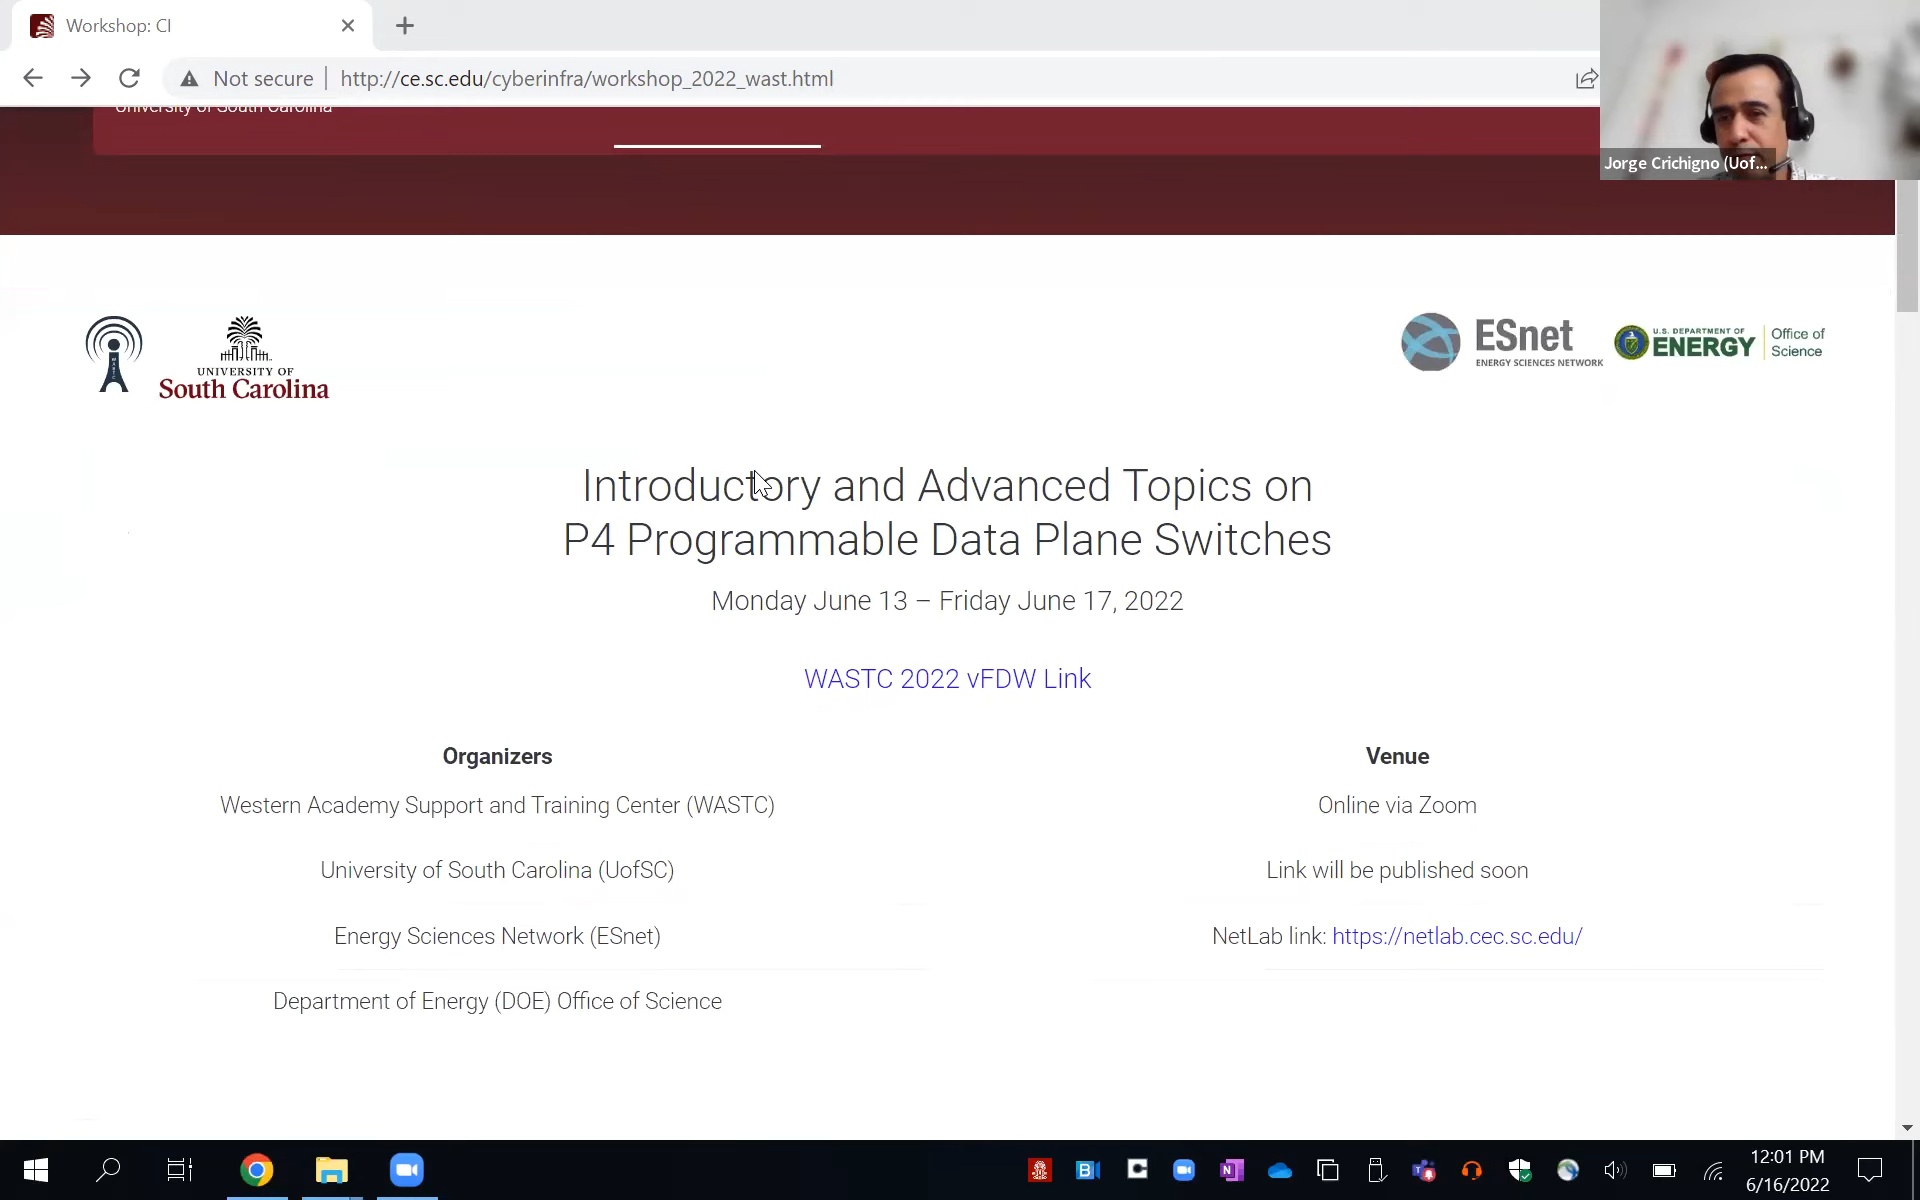 Workshop: CI
Not secure
http://ce.sc.edu/cyberinfra/workshop_2022_wast.html
University of South Carolina
Jorge Crichigno (Uof...
UNIVERSITY OF
South Carolina
ESnet
ENERGY SCIENCES NETWORK
U.S. DEPARTMENT OF
ENERGY
Office of
Science
Introductory and Advanced Topics on
P4 Programmable Data Plane Switches
Monday June 13 – Friday June 17, 2022
WASTC 2022 vFDW Link
Organizers
Western Academy Support and Training Center (WASTC)
University of South Carolina (UofSC)
Energy Sciences Network (ESnet)
Department of Energy (DOE) Office of Science
Venue
Online via Zoom
Link will be published soon
NetLab link: https://netlab.cec.sc.edu/
12:01 PM
6/16/2022